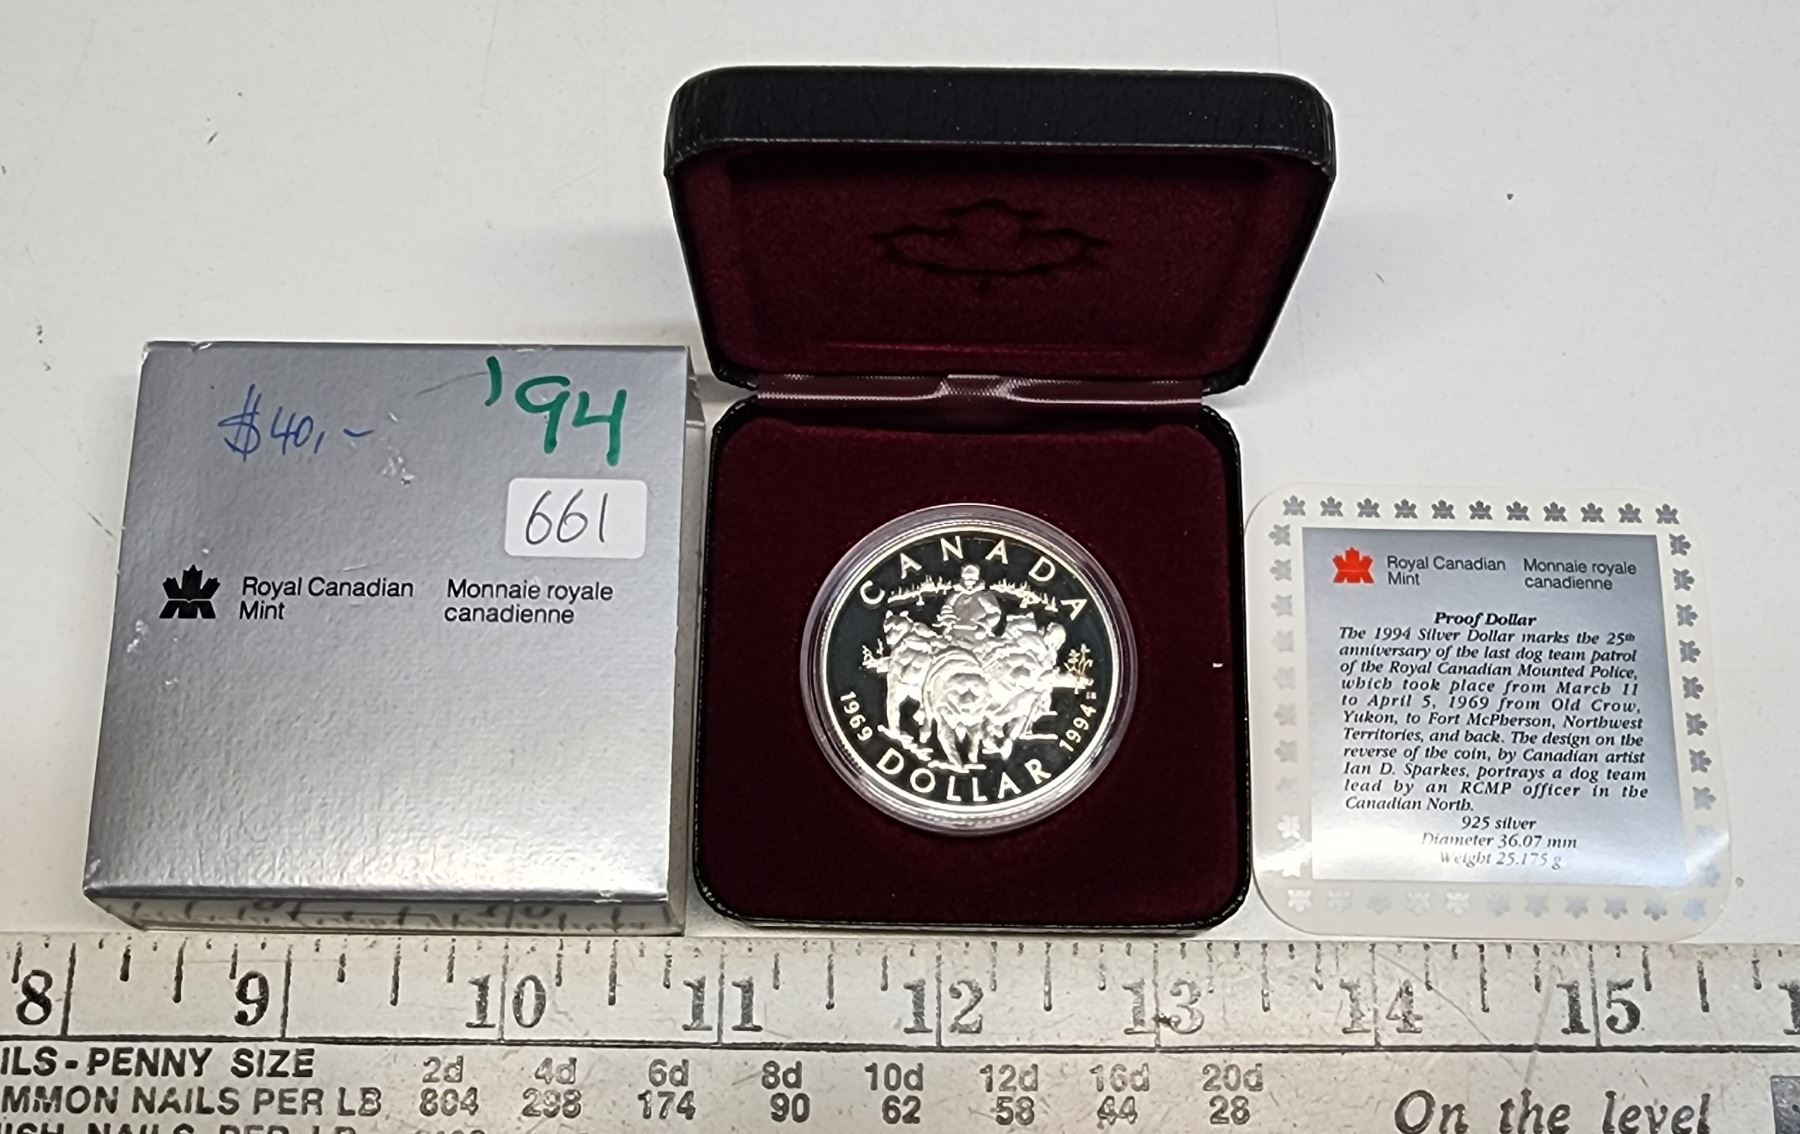 $40,-
'94
661
Royal Canadian Mint
Monnaie royale canadienne
CANADA
1969
1994
DOLLAR
Royal Canadian Mint
Monnaie royale canadienne
Proof Dollar
The 1994 Silver Dollar marks the 25th
anniversary of the last dog team patrol
of the Royal Canadian Mounted Police,
which took place from March 11
to April 5, 1969 from Old Crow,
Yukon, to Fort McPherson, Northwest
Territories, and back. The design on the
reverse of the coin, by Canadian artist
Ian D. Sparkes, portrays a dog team
lead by an RCMP officer in the
Canadian North.
925 silver
Diameter 36.07 mm
Weight 25.175 g
8 9 10 11 12 13 14 15
ILS - PENNY SIZE 2d 4d 6d 8d 10d 12d 16d 20d
MMON NAILS PER LB 864 298 174 90 62 58 44 28
On the level